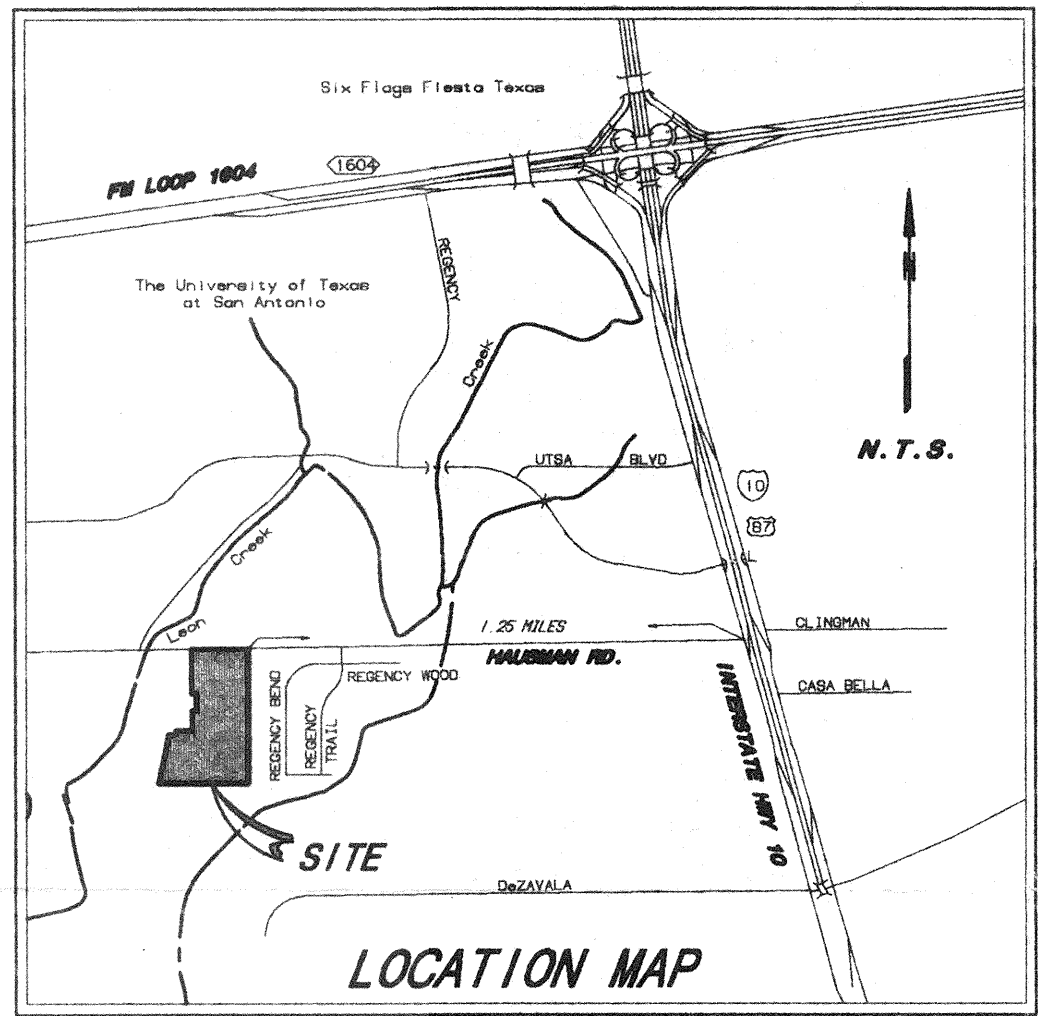 Six Flags Fiesta Texas
FM LOOP 1604
1604
REGENCY
N
The University of Texas
at San Antonio
Creek
N.T.S.
UTSA BLVD
10
87
Creek
Leon
1.25 MILES
CLINGMAN
HAUSMAN RD.
REGENCY WOOD
CASA BELLA
REGENCY BEND
REGENCY
TRAIL
INTERSTATE HWY 10
SITE
DeZAVALA
LOCATION MAP